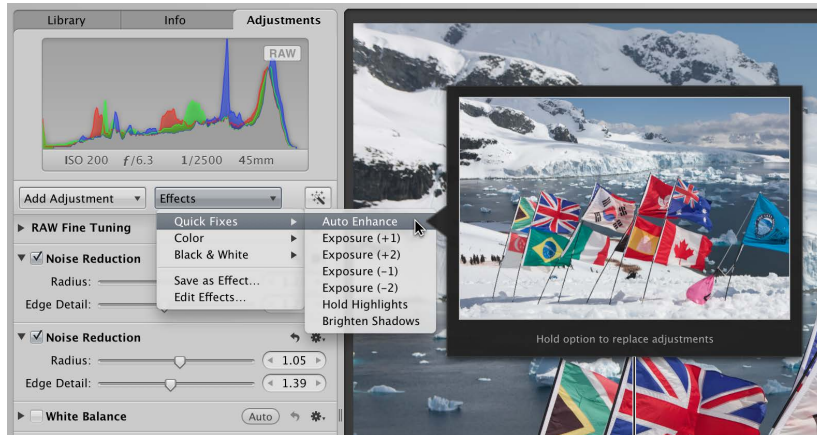 Library Info Adjustments
RAW
ISO 200 ƒ/6.3 1/2500 45mm
Add Adjustment Effects
RAW Fine Tuning
Quick Fixes
Color
Black & White
Save as Effect...
Edit Effects...
Auto Enhance
Exposure (+1)
Exposure (+2)
Exposure (-1)
Exposure (-2)
Hold Highlights
Brighten Shadows
Hold option to replace adjustments
Noise Reduction
Radius:
Edge Detail:
Noise Reduction
Radius: 1.05
Edge Detail: 1.39
White Balance Auto